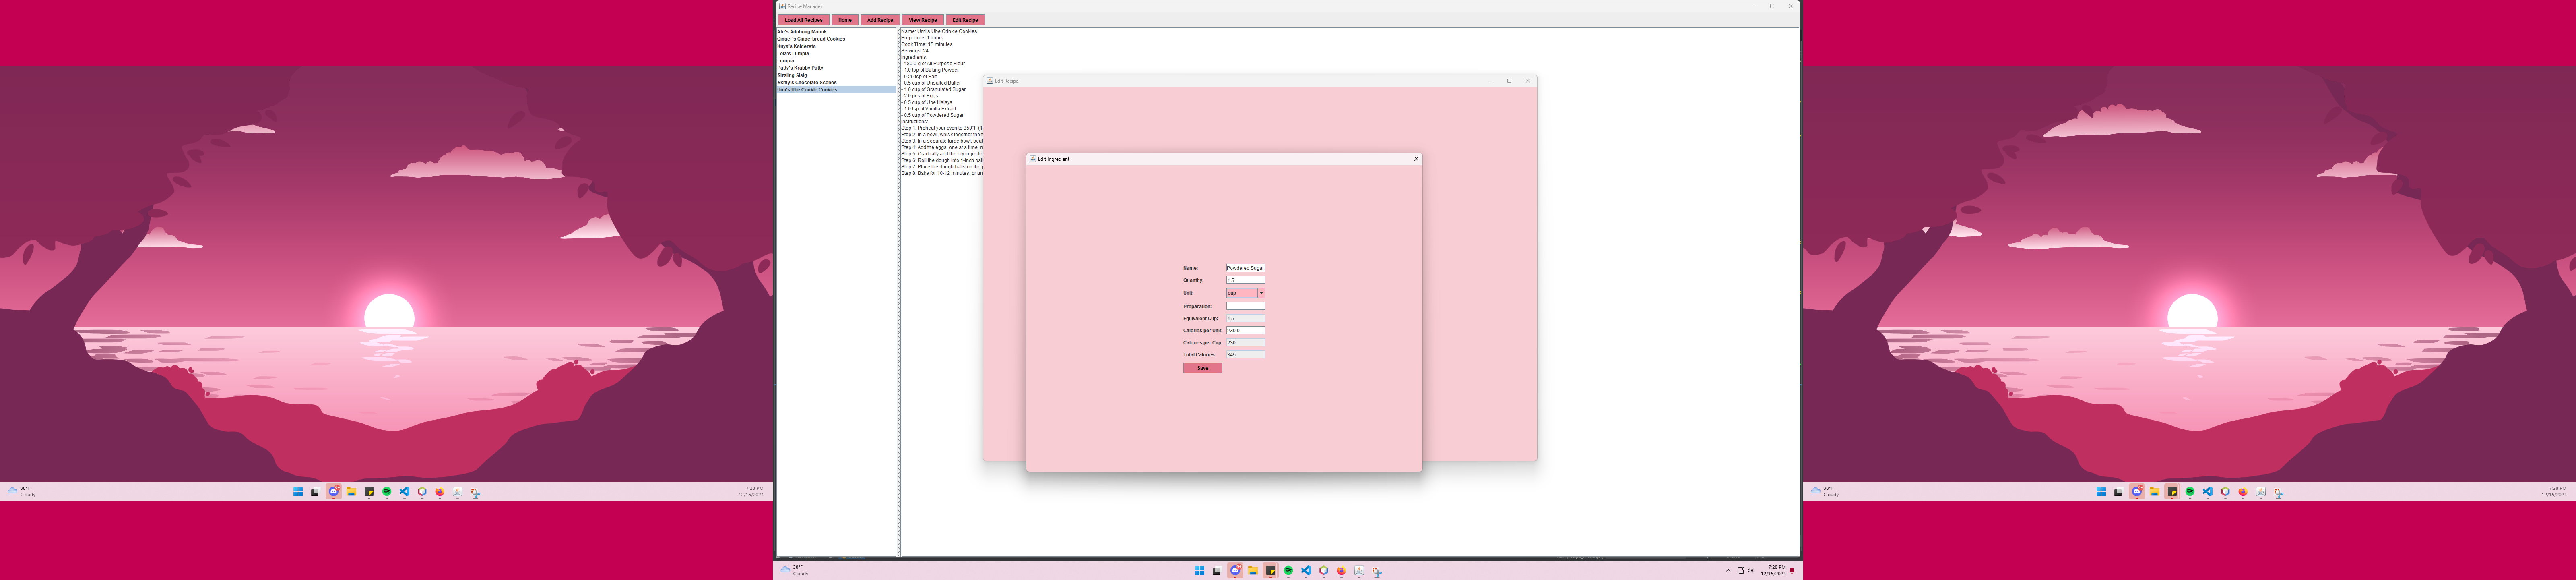 Recipe Manager
Load All Recipes Home Add Recipe View Recipe Edit Recipe
Ate's Adobong Manok
Ginger's Gingerbread Cookies
Kuya's Kaldereta
Lola's Lumpia
Lumpia
Patty's Krabby Patty
Sizzling Sisig
Skilly's Chocolate Scones
Umi's Ube Crinkle Cookies
Name: Umi's Ube Crinkle Cookies
Prep Time: 1 hours
Cook Time: 15 minutes
Servings: 24
Ingredients:
- 180.0 g of All Purpose Flour
- 1.0 tsp of Baking Powder
- 0.25 tsp of Salt
- 0.5 cup of Unsalted Butter
- 1.0 cup of Granulated Sugar
- 2.0 pcs of Eggs
- 0.5 cup of Ube Halaya
- 1.0 tsp of Vanilla Extract
- 0.5 cup of Powdered Sugar
Instructions:
Step 1: Preheat your oven to 350°F (1
Step 2: In a bowl, whisk together the fl
Step 3: In a separate large bowl, beat
Step 4: Add the eggs, one at a time, m
Step 5: Gradually add the dry ingredie
Step 6: Roll the dough into 1-inch ball
Step 7: Place the dough balls on the p
Step 8: Bake for 10-12 minutes, or un
Edit Recipe
Edit Ingredient
Name: Powdered Sugar
Quantity: 1.5
Unit: cup
Preparation:
Equivalent Cup: 1.5
Calories per Unit: 230.0
Calories per Cup: 230
Total Calories 345
Save
38°F
Cloudy
7:28 PM
12/15/2024
38°F
Cloudy
7:28 PM
12/15/2024
38°F
Cloudy
7:28 PM
12/15/2024